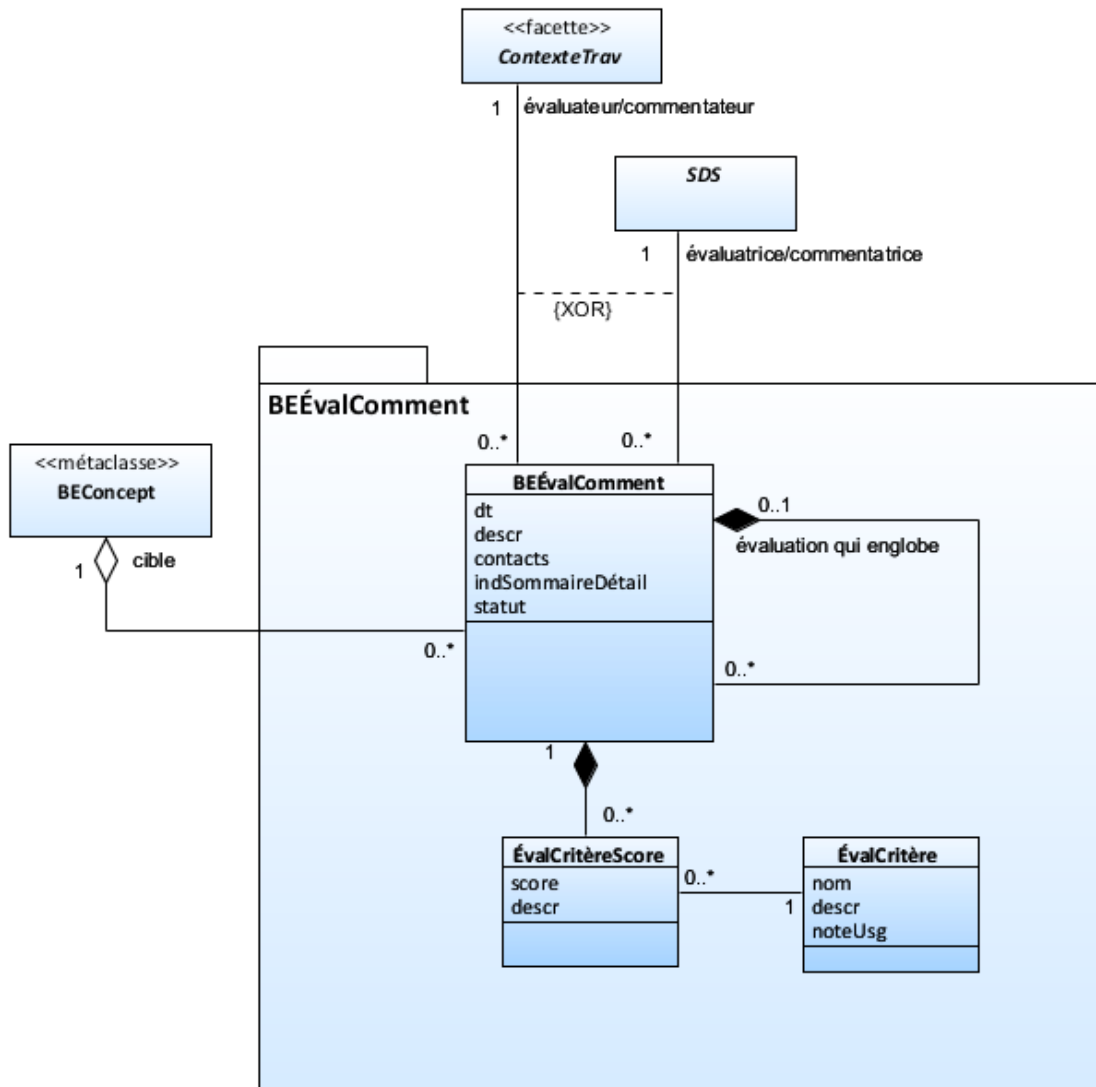 <<facette>>
ContexteTrav
1
évaluateur/commentateur
SDS
1
évaluatrice/commentatrice
{XOR}
BEÉvalComment
<<métaclasse>>
BEConcept
1
cible
0..*
0..*
0..*
BEÉvalComment
dt
descr
contacts
indSommaireDétail
statut
0..1
évaluation qui englobe
0..*
1
0..*
ÉvalCritèreScore
score
descr
0..*
1
ÉvalCritère
nom
descr
noteUsg